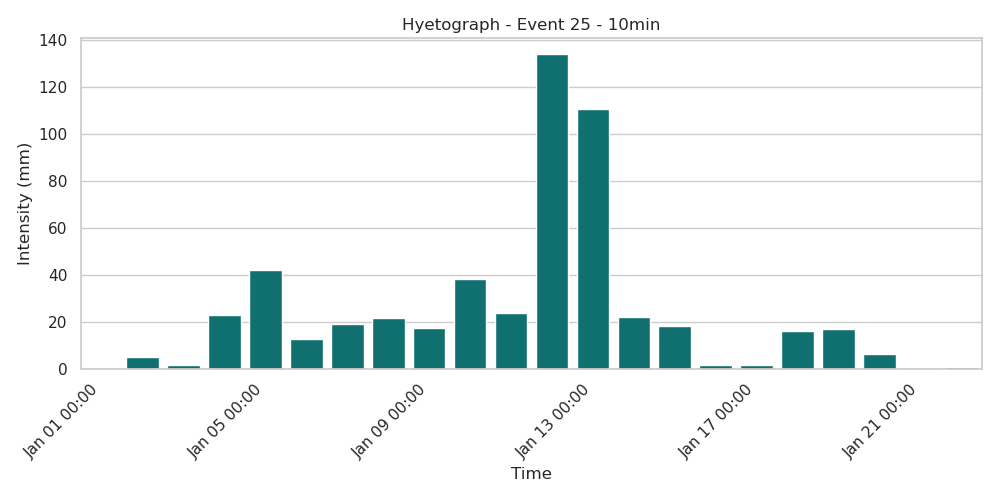 Hyetograph - Event 25 - 10min
Intensity (mm)
140
120
100
80
60
40
20
0
Jan 01 00:00
Jan 05 00:00
Jan 09 00:00
Jan 13 00:00
Jan 17 00:00
Jan 21 00:00
Time